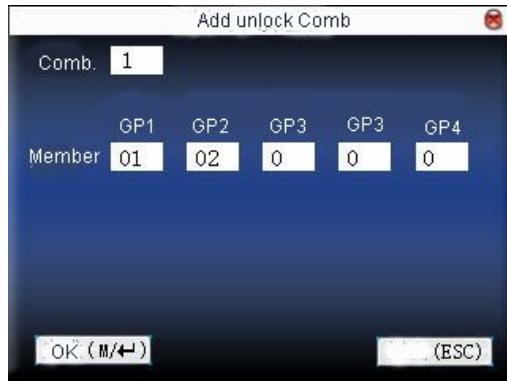 Add unlock Comb
Comb. 1
GP1 GP2 GP3 GP3 GP4
Member 01 02 0 0 0
OK (M/↵) (ESC)